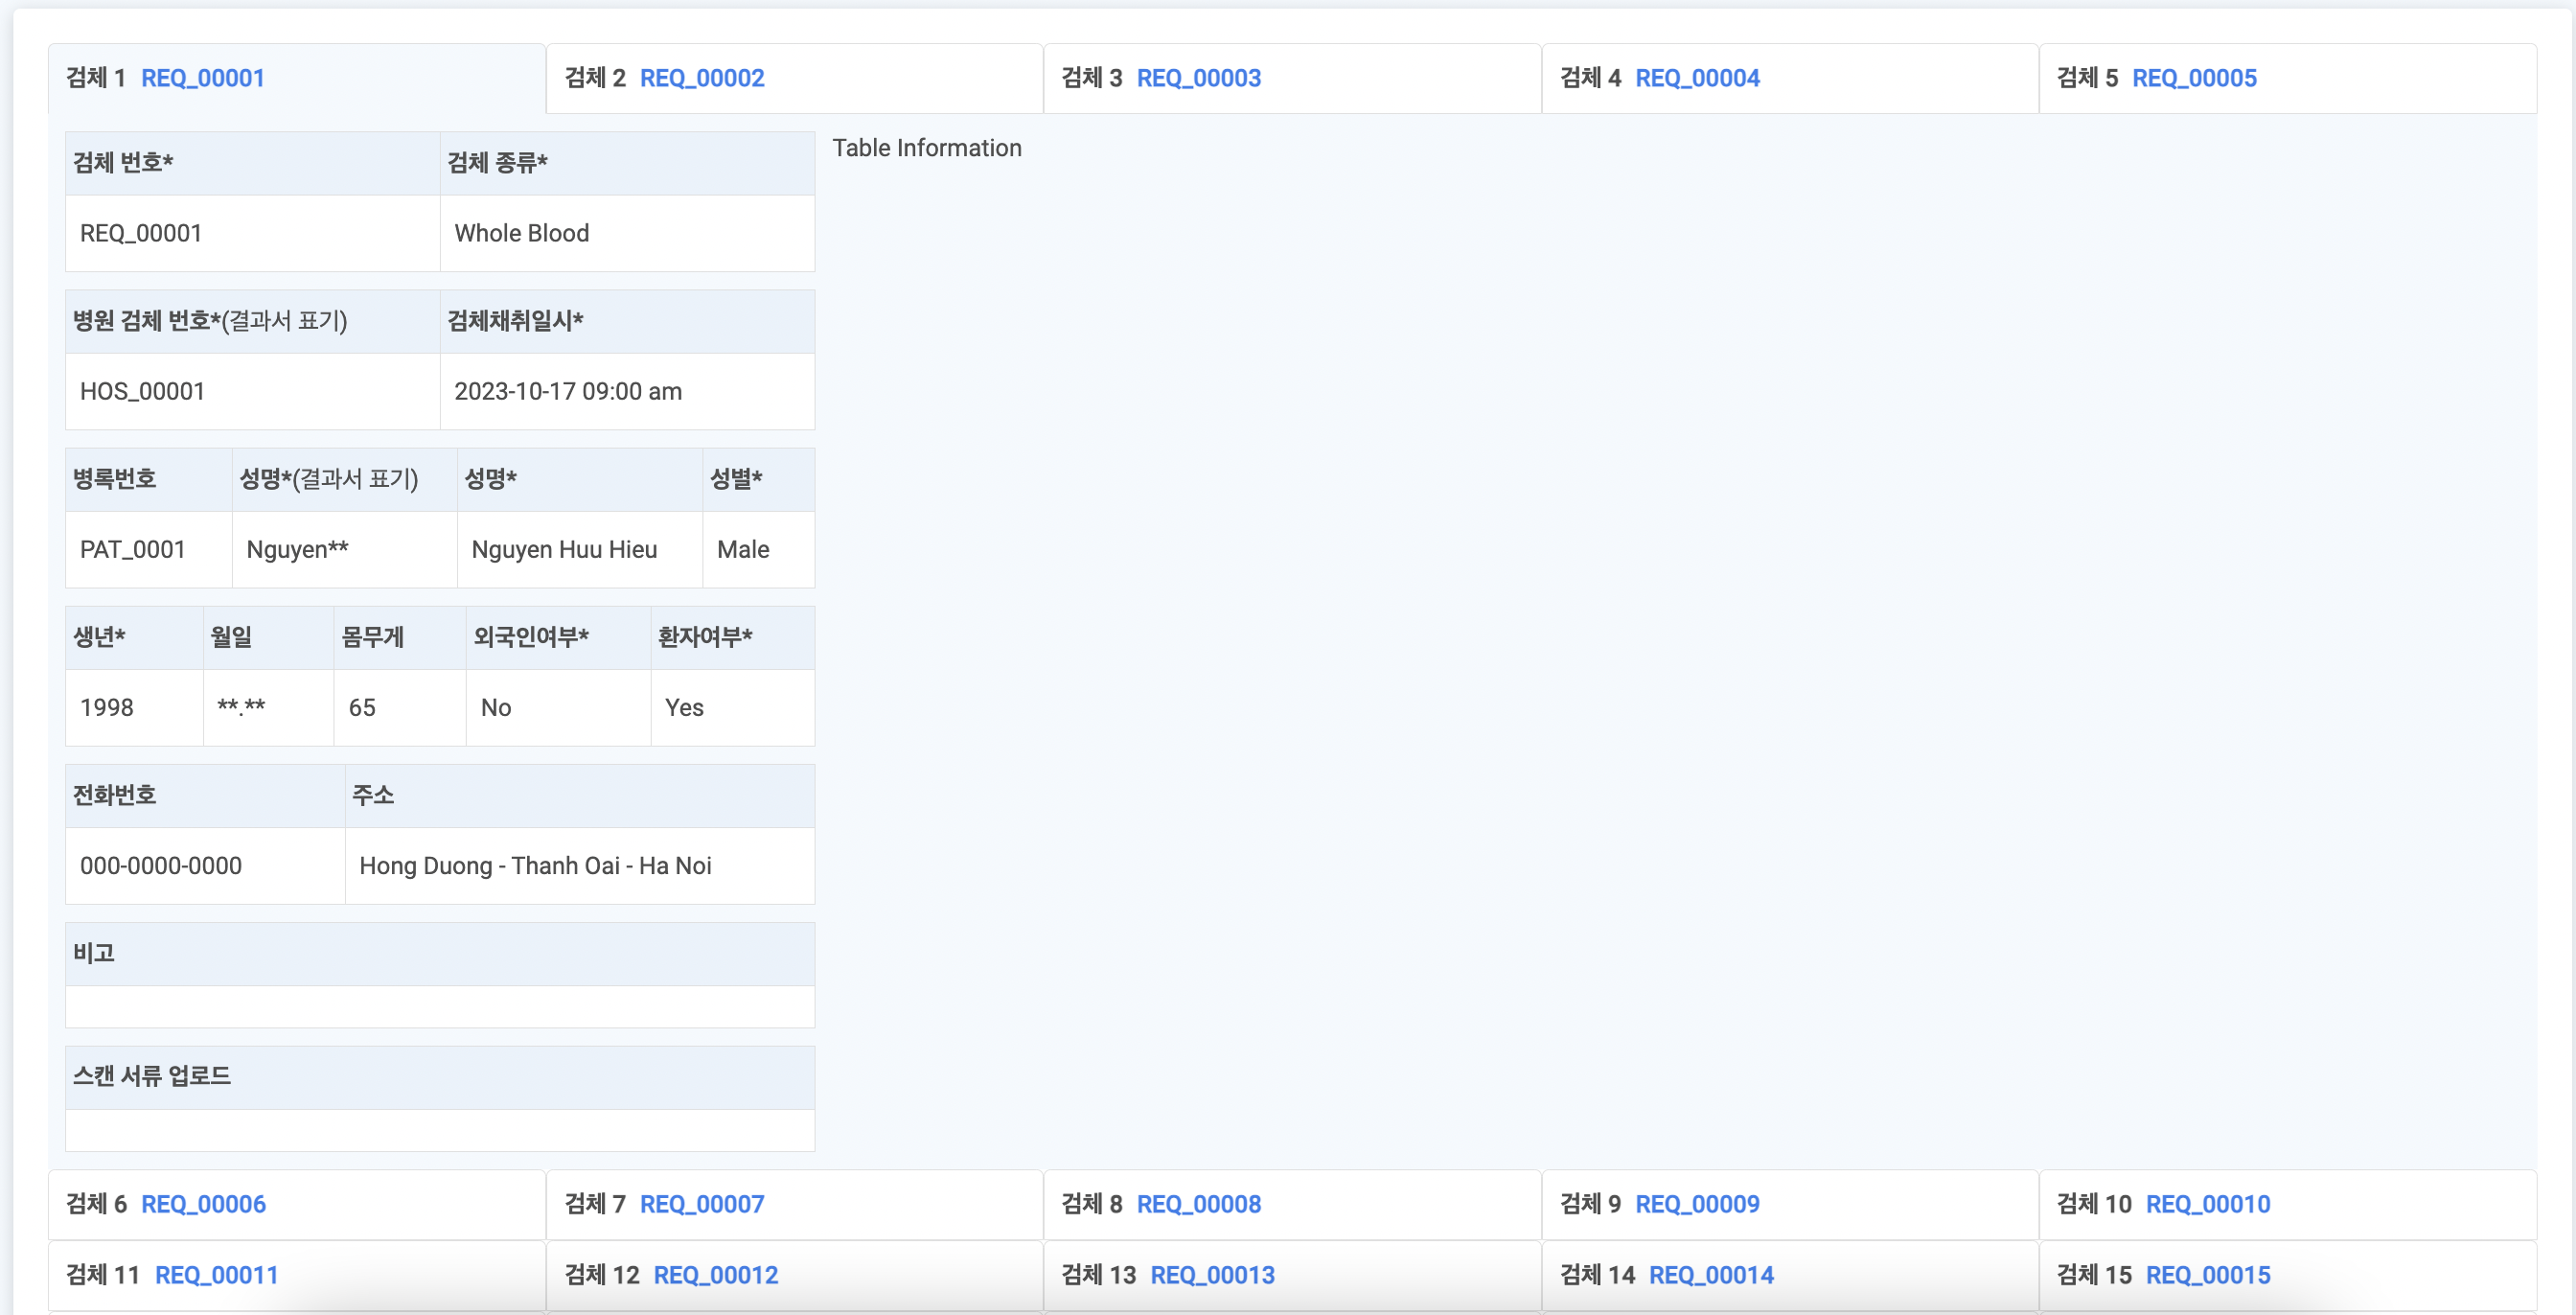 검체 1 REQ_00001 검체 2 REQ_00002 검체 3 REQ_00003 검체 4 REQ_00004 검체 5 REQ_00005
검체 번호* 검체 종류*
REQ_00001 Whole Blood
병원 검체 번호*(결과서 표기) 검체채취일시*
HOS_00001 2023-10-17 09:00 am
병록번호 성명*(결과서 표기) 성명* 성별*
PAT_0001 Nguyen** Nguyen Huu Hieu Male
생년* 월일 몸무게 외국인여부* 환자여부*
1998 **.** 65 No Yes
전화번호 주소
000-0000-0000 Hong Duong - Thanh Oai - Ha Noi
비고
스캔 서류 업로드
Table Information
검체 6 REQ_00006 검체 7 REQ_00007 검체 8 REQ_00008 검체 9 REQ_00009 검체 10 REQ_00010
검체 11 REQ_00011 검체 12 REQ_00012 검체 13 REQ_00013 검체 14 REQ_00014 검체 15 REQ_00015